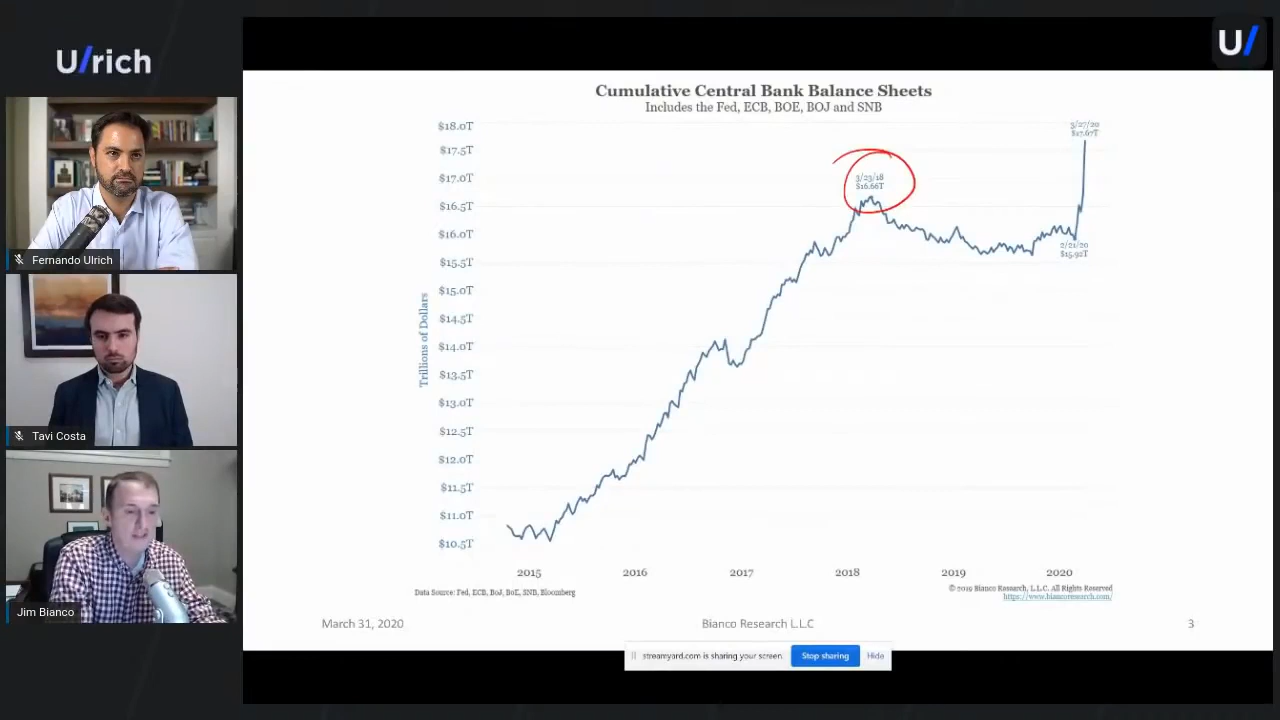 U/rich
U/
Fernando Ulrich
Tavi Costa
Jim Bianco
Cumulative Central Bank Balance Sheets
Includes the Fed, ECB, BOE, BOJ and SNB
Trillions of Dollars
$18.0T
$17.5T
$17.0T
$16.5T
$16.0T
$15.5T
$15.0T
$14.5T
$14.0T
$13.5T
$13.0T
$12.5T
$12.0T
$11.5T
$11.0T
$10.5T
3/23/18
$16.66T
3/27/20
$17.67T
2/21/20
$15.92T
2015
2016
2017
2018
2019
2020
Data Source: Fed, ECB, BoJ, BoE, SNB, Bloomberg
© 2019 Bianco Research, L.L.C. All Rights Reserved
https://www.biancoresearch.com/
March 31, 2020
Bianco Research L.L.C
3
streamyard.com is sharing your screen.
Stop sharing
Hide